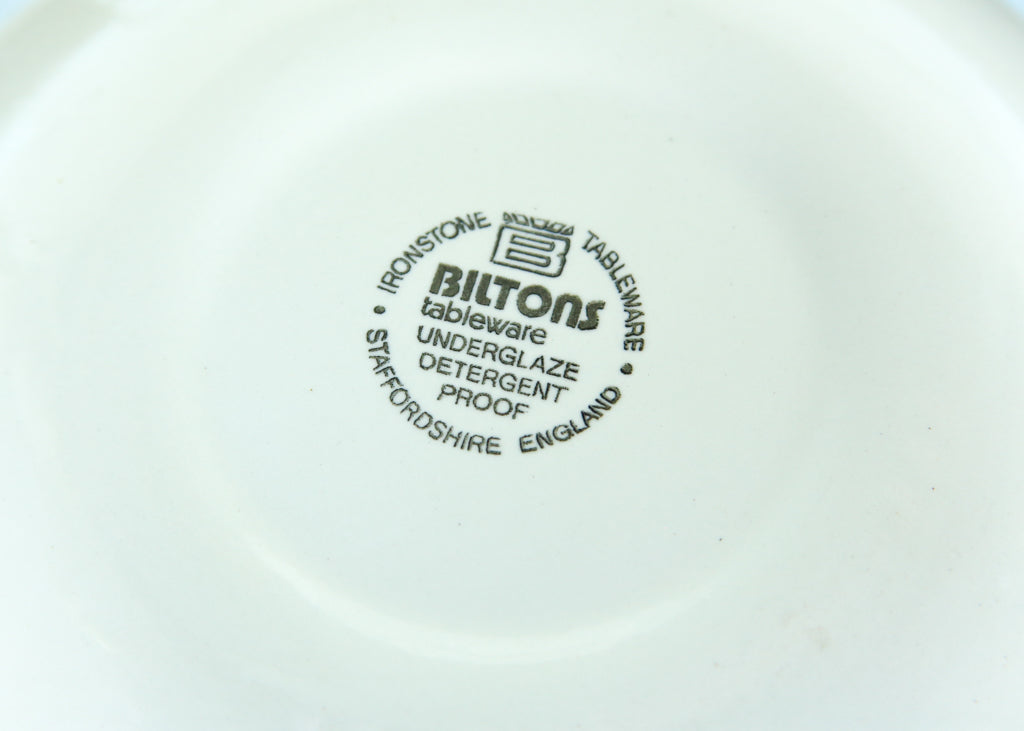 IRONSTONE TABLEWARE
B
BILTONS
tableware
UNDERGLAZE
DETERGENT
PROOF
• STAFFORDSHIRE ENGLAND •